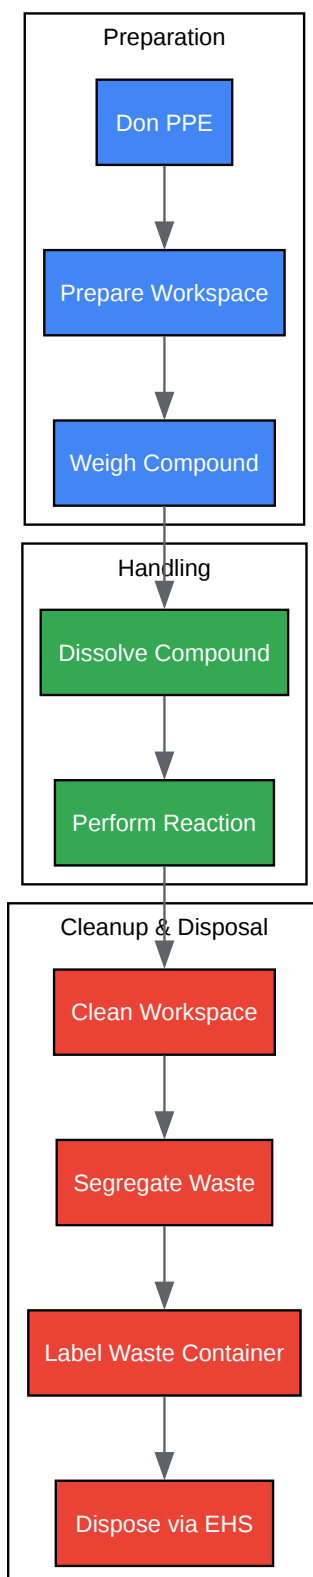 Preparation
Don PPE
Prepare Workspace
Weigh Compound
Handling
Dissolve Compound
Perform Reaction
Cleanup & Disposal
Clean Workspace
Segregate Waste
Label Waste Container
Dispose via EHS